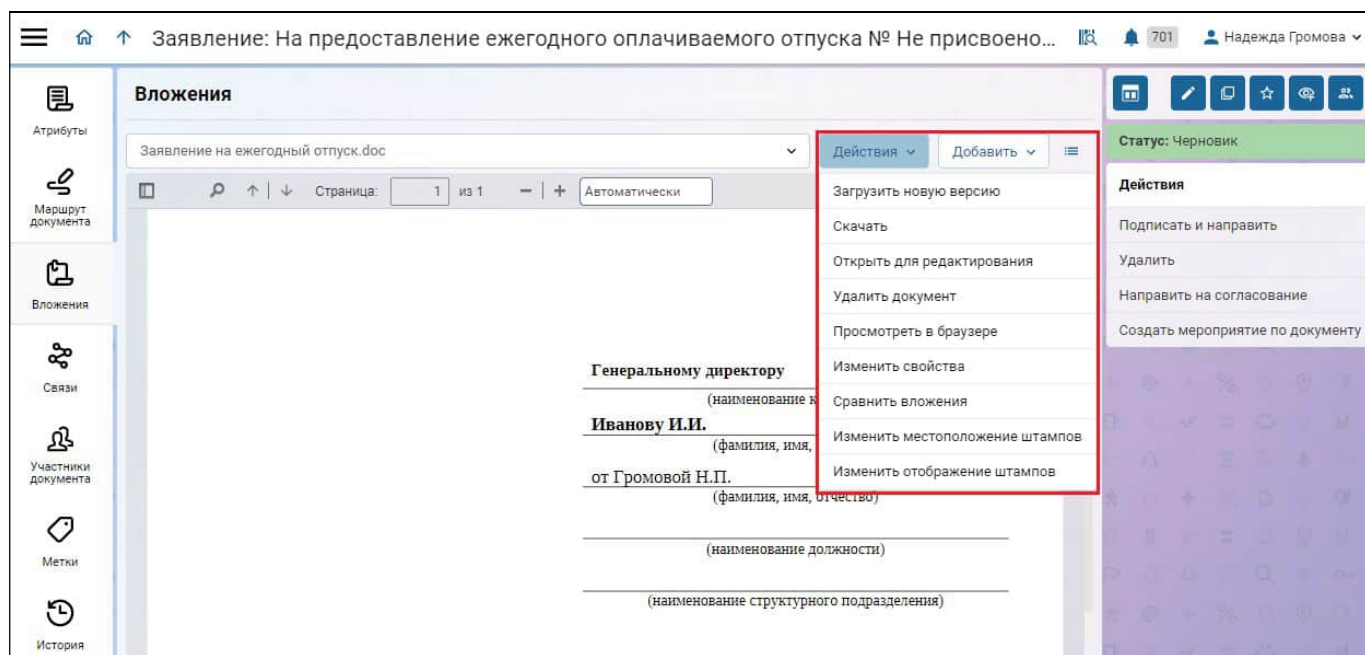 Заявление: На предоставление ежегодного оплачиваемого отпуска № Не присвоено...
701
Надежда Громова
Атрибуты
Маршрут
документа
Вложения
Связи
Участники
документа
Метки
История
Вложения
Заявление на ежегодный отпуск.doc
Действия
Добавить
Страница: 1 из 1
Автоматически
Загрузить новую версию
Скачать
Открыть для редактирования
Удалить документ
Просмотреть в браузере
Изменить свойства
Сравнить вложения
Изменить местоположение штампов
Изменить отображение штампов
Генеральному директору
(наименование
Иванову И.И.
(фамилия, имя,
от Громовой Н.П.
(фамилия, имя, отчество)
(наименование должности)
(наименование структурного подразделения)
Статус: Черновик
Действия
Подписать и направить
Удалить
Направить на согласование
Создать мероприятие по документу